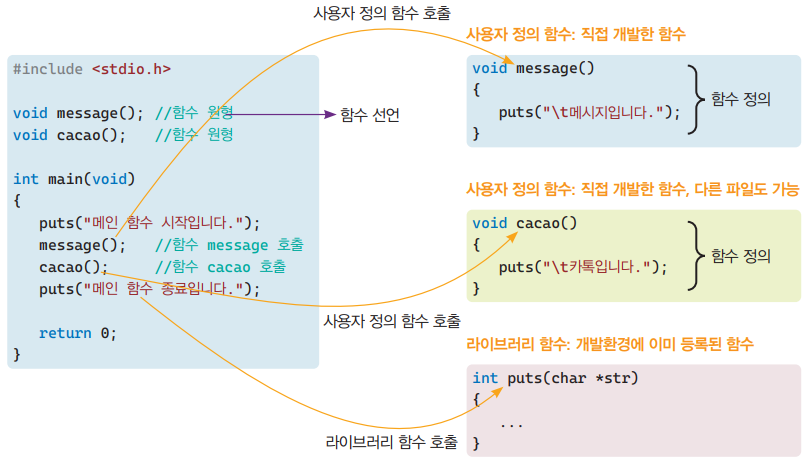 사용자 정의 함수 호출
#include <stdio.h>
void message(); //함수 원형
void cacao(); //함수 원형
int main(void)
{
puts("메인 함수 시작입니다.");
message(); //함수 message 호출
cacao(); //함수 cacao 호출
puts("메인 함수 종료입니다.");
return 0;
}
함수 선언
사용자 정의 함수: 직접 개발한 함수
void message()
{
puts("\t메시지입니다.");
}
함수 정의
사용자 정의 함수: 직접 개발한 함수, 다른 파일도 가능
void cacao()
{
puts("\t카톡입니다.");
}
함수 정의
사용자 정의 함수 호출
라이브러리 함수: 개발환경에 이미 등록된 함수
int puts(char *str)
{
...
}
라이브러리 함수 호출